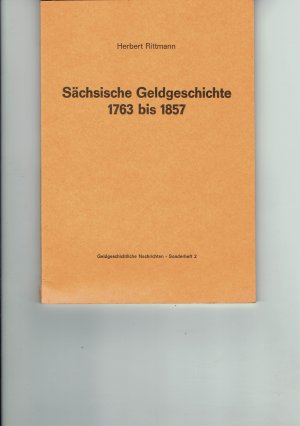 Herbert Rittmann
Sächsische Geldgeschichte
1763 bis 1857
Geldgeschichtliche Nachrichten - Sonderheft 2